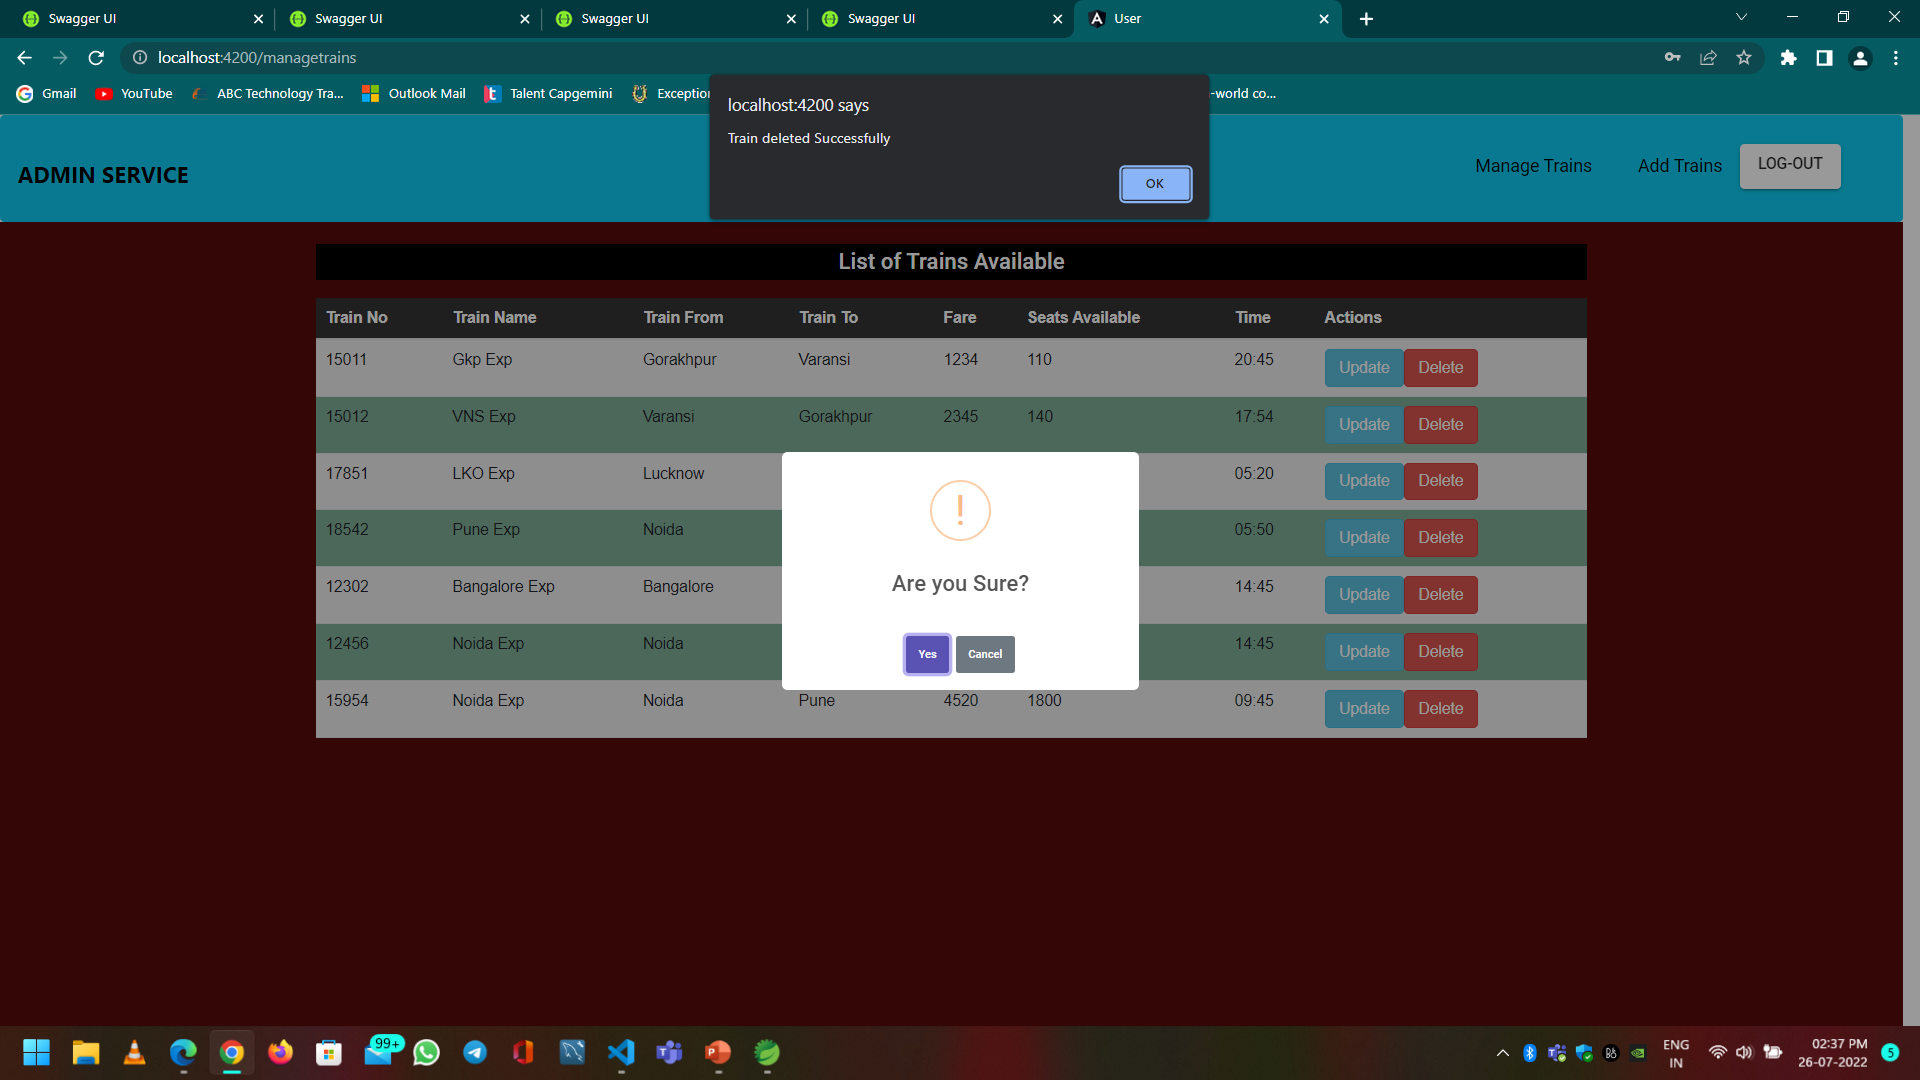 Swagger UI
Swagger UI
Swagger UI
Swagger UI
User
localhost:4200/managetrains
Gmail
YouTube
ABC Technology Tra...
Outlook Mail
Talent Capgemini
-world co...
localhost:4200 says
Train deleted Successfully
OK
ADMIN SERVICE
Manage Trains
Add Trains
LOG-OUT
List of Trains Available
Train No Train Name Train From Train To Fare Seats Available Time Actions
15011 Gkp Exp Gorakhpur Varansi 1234 110 20:45 Update Delete
15012 VNS Exp Varansi Gorakhpur 2345 140 17:54 Update Delete
17851 LKO Exp Lucknow 05:20 Update Delete
18542 Pune Exp Noida 05:50 Update Delete
12302 Bangalore Exp Bangalore 14:45 Update Delete
12456 Noida Exp Noida 14:45 Update Delete
15954 Noida Exp Noida Pune 4520 1800 09:45 Update Delete
!
Are you Sure?
Yes
Cancel
99+
ENG
IN
02:37 PM
26-07-2022
5